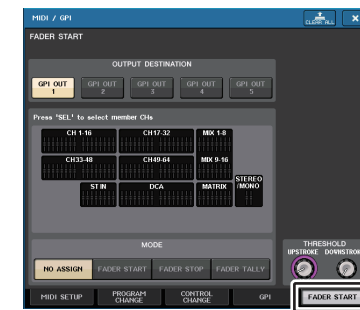 MIDI / GPI
CLEAR ALL
FADER START
OUTPUT DESTINATION
GPI OUT 1
GPI OUT 2
GPI OUT 3
GPI OUT 4
GPI OUT 5
Press 'SEL' to select member CHs
CH 1-16
CH17-32
MIX 1-8
CH33-48
CH49-64
MIX 9-16
STEREO /MONO
ST IN
DCA
MATRIX
MODE
NO ASSIGN
FADER START
FADER STOP
FADER TALLY
THRESHOLD
UPSTROKE
DOWNSTROK
MIDI SETUP
PROGRAM CHANGE
CONTROL CHANGE
GPI
FADER START